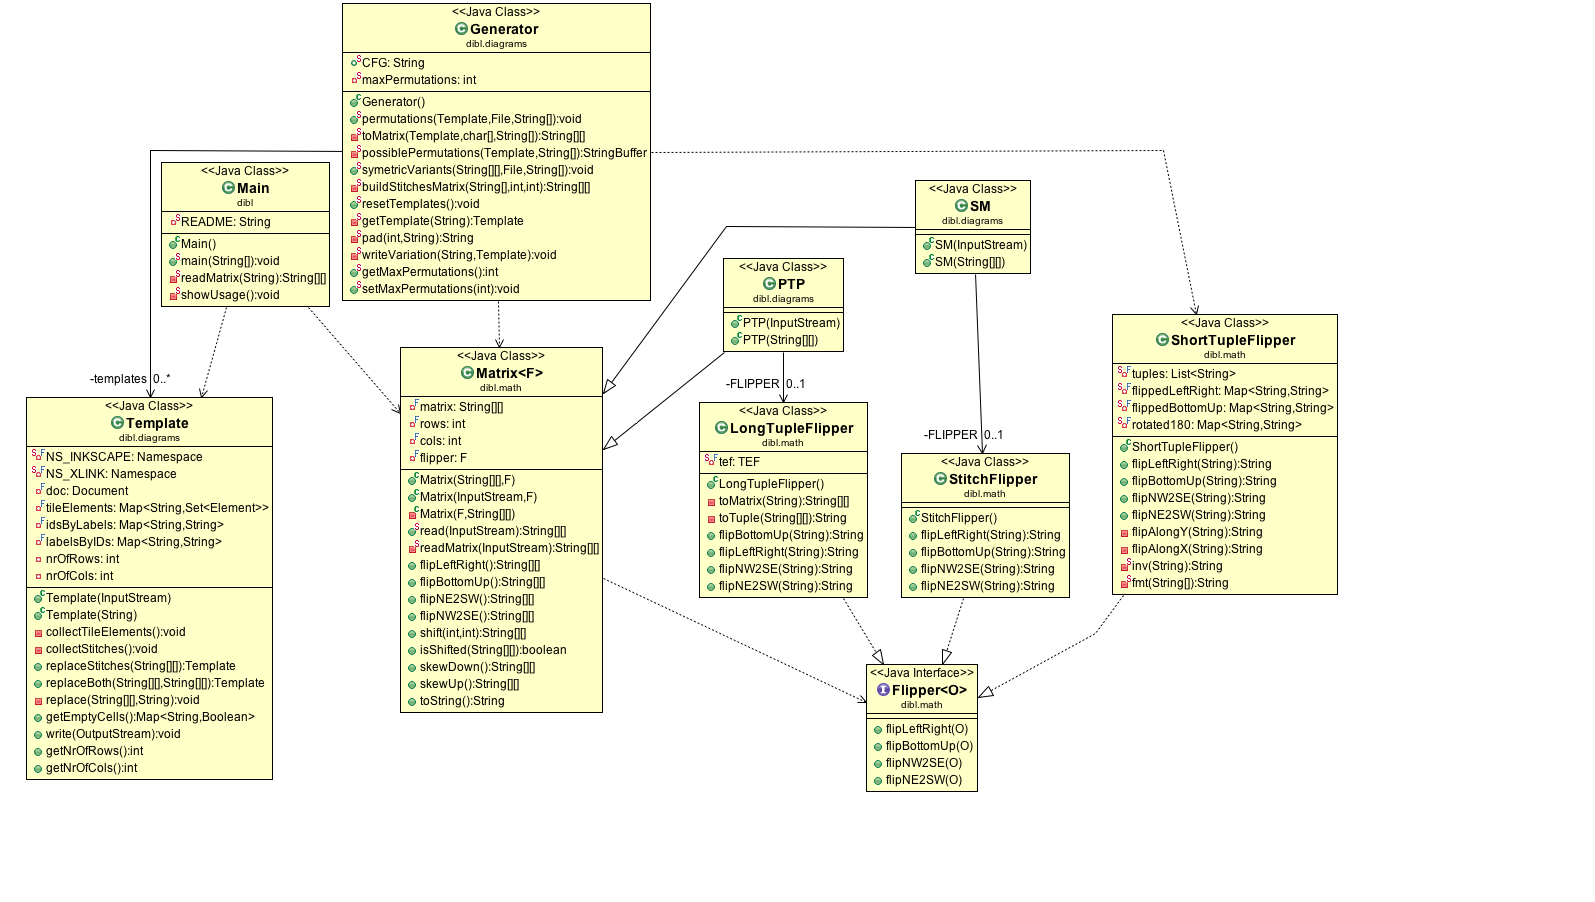 <<Java Class>>
Generator
dibl.diagrams
CFG: String
maxPermutations: int
Generator()
permutations(Template,File,String[]):void
toMatrix(Template,char[],String[]):String[][]
possiblePermutations(Template,String[]):StringBuffer
symetricVariants(String[][],File,String[]):void
buildStitchesMatrix(String[],int,int):String[][]
resetTemplates():void
getTemplate(String):Template
pad(int,String):String
writeVariation(String,Template):void
getMaxPermutations():int
setMaxPermutations(int):void
<<Java Class>>
Main
dibl
README: String
Main()
main(String[]):void
readMatrix(String):String[][]
showUsage():void
<<Java Class>>
SM
dibl.diagrams
SM(InputStream)
SM(String[][])
<<Java Class>>
PTP
dibl.diagrams
PTP(InputStream)
PTP(String[][])
-templates 0..*
-FLIPPER 0..1
-FLIPPER 0..1
<<Java Class>>
Template
dibl.diagrams
NS_INKSCAPE: Namespace
NS_XLINK: Namespace
doc: Document
tileElements: Map<String,Set<Element>>
idsByLabels: Map<String,String>
labelsByIDs: Map<String,String>
nrOfRows: int
nrOfCols: int
Template(InputStream)
Template(String)
collectTileElements():void
collectStitches():void
replaceStitches(String[][]):Template
replaceBoth(String[][],String[][]):Template
replace(String[][],String):void
getEmptyCells():Map<String,Boolean>
write(OutputStream):void
getNrOfRows():int
getNrOfCols():int
<<Java Class>>
Matrix<F>
dibl.math
matrix: String[][]
rows: int
cols: int
flipper: F
Matrix(String[][],F)
Matrix(InputStream,F)
Matrix(F,String[][])
read(InputStream):String[][]
readMatrix(InputStream):String[][]
flipLeftRight():String[][]
flipBottomUp():String[][]
flipNE2SW():String[][]
flipNW2SE():String[][]
shift(int,int):String[][]
isShifted(String[][]):boolean
skewDown():String[][]
skewUp():String[][]
toString():String
<<Java Class>>
LongTupleFlipper
dibl.math
tef: TEF
LongTupleFlipper()
toMatrix(String):String[][]
toTuple(String[][]):String
flipBottomUp(String):String
flipLeftRight(String):String
flipNW2SE(String):String
flipNE2SW(String):String
<<Java Class>>
StitchFlipper
dibl.math
StitchFlipper()
flipLeftRight(String):String
flipBottomUp(String):String
flipNW2SE(String):String
flipNE2SW(String):String
<<Java Class>>
ShortTupleFlipper
dibl.math
tuples: List<String>
flippedLeftRight: Map<String,String>
flippedBottomUp: Map<String,String>
rotated180: Map<String,String>
ShortTupleFlipper()
flipLeftRight(String):String
flipBottomUp(String):String
flipNW2SE(String):String
flipNE2SW(String):String
flipAlongY(String):String
flipAlongX(String):String
inv(String):String
fmt(String[]):String
<<Java Interface>>
Flipper<O>
dibl.math
flipLeftRight(O)
flipBottomUp(O)
flipNW2SE(O)
flipNE2SW(O)